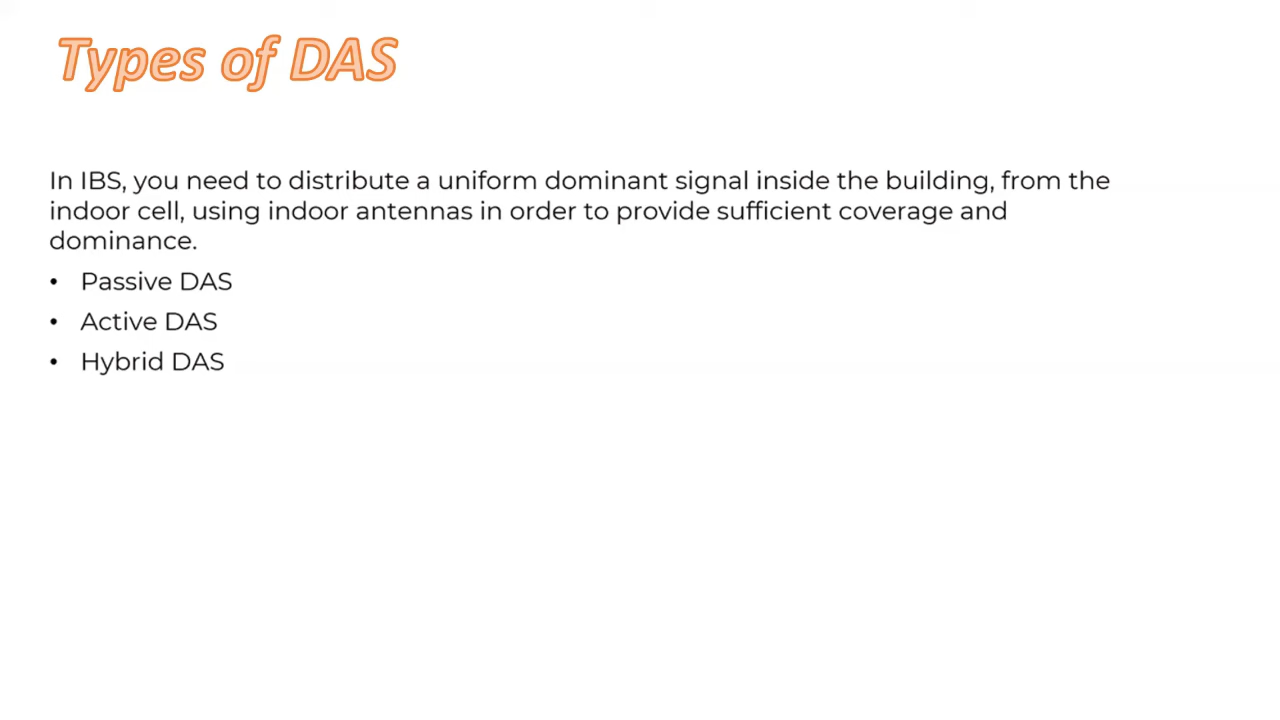 Types of DAS
In IBS, you need to distribute a uniform dominant signal inside the building, from the
indoor cell, using indoor antennas in order to provide sufficient coverage and
dominance.
• Passive DAS
• Active DAS
• Hybrid DAS